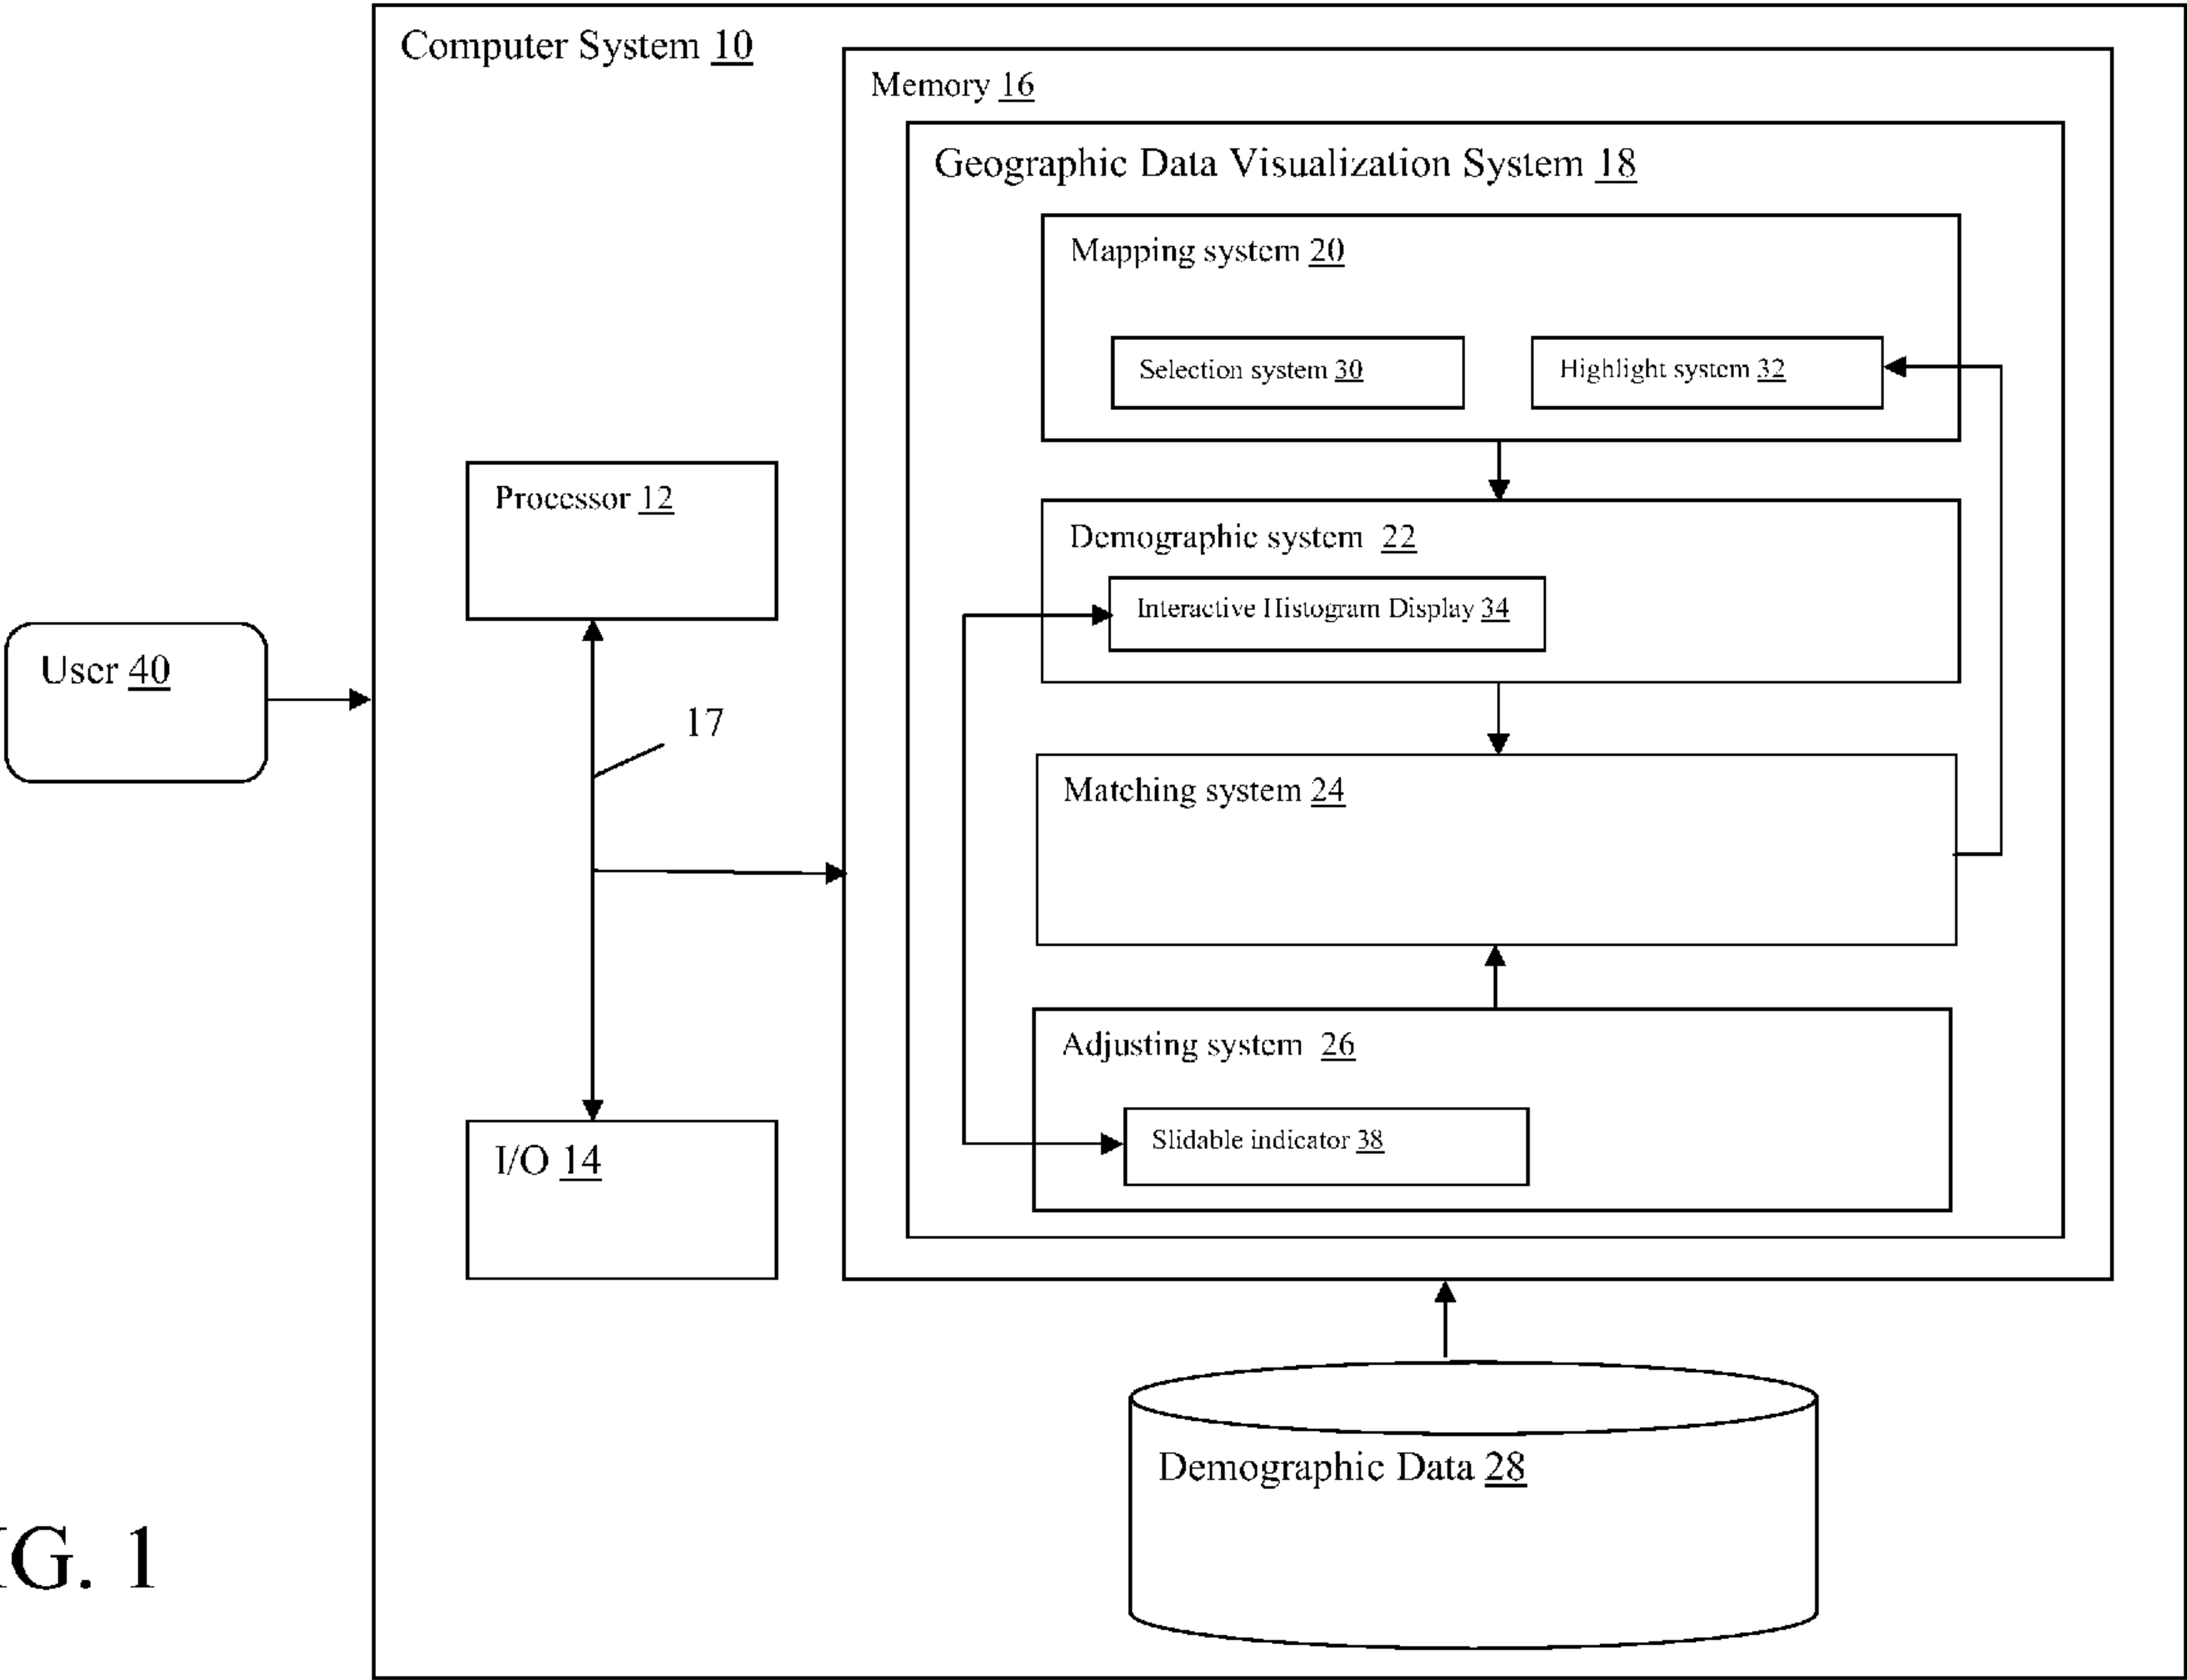 Computer System 10
Memory 16
Geographic Data Visualization System 18
Mapping system 20
Selection system 30
Highlight system 32
Processor 12
Demographic system 22
Interactive Histogram Display 34
User 40
17
Matching system 24
Adjusting system 26
Slidable indicator 38
I/O 14
Demographic Data 28
G. 1